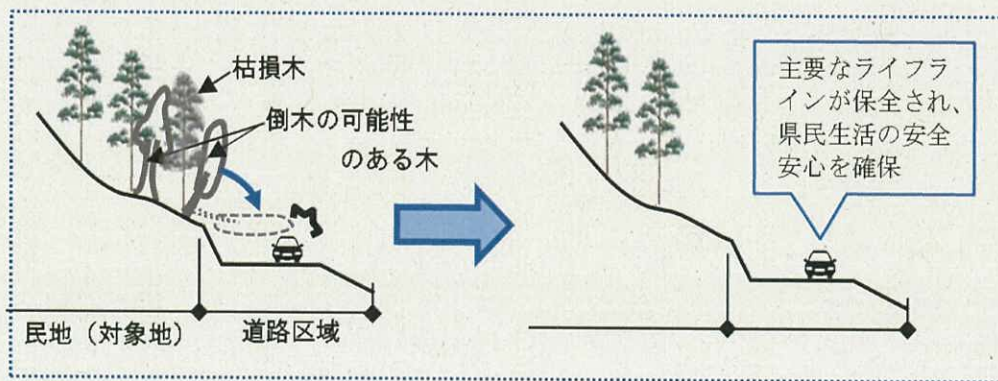 枯損木
倒木の可能性
のある木
民地（対象地）
道路区域
主要なライフラ
インが保全され、
県民生活の安全
安心を確保